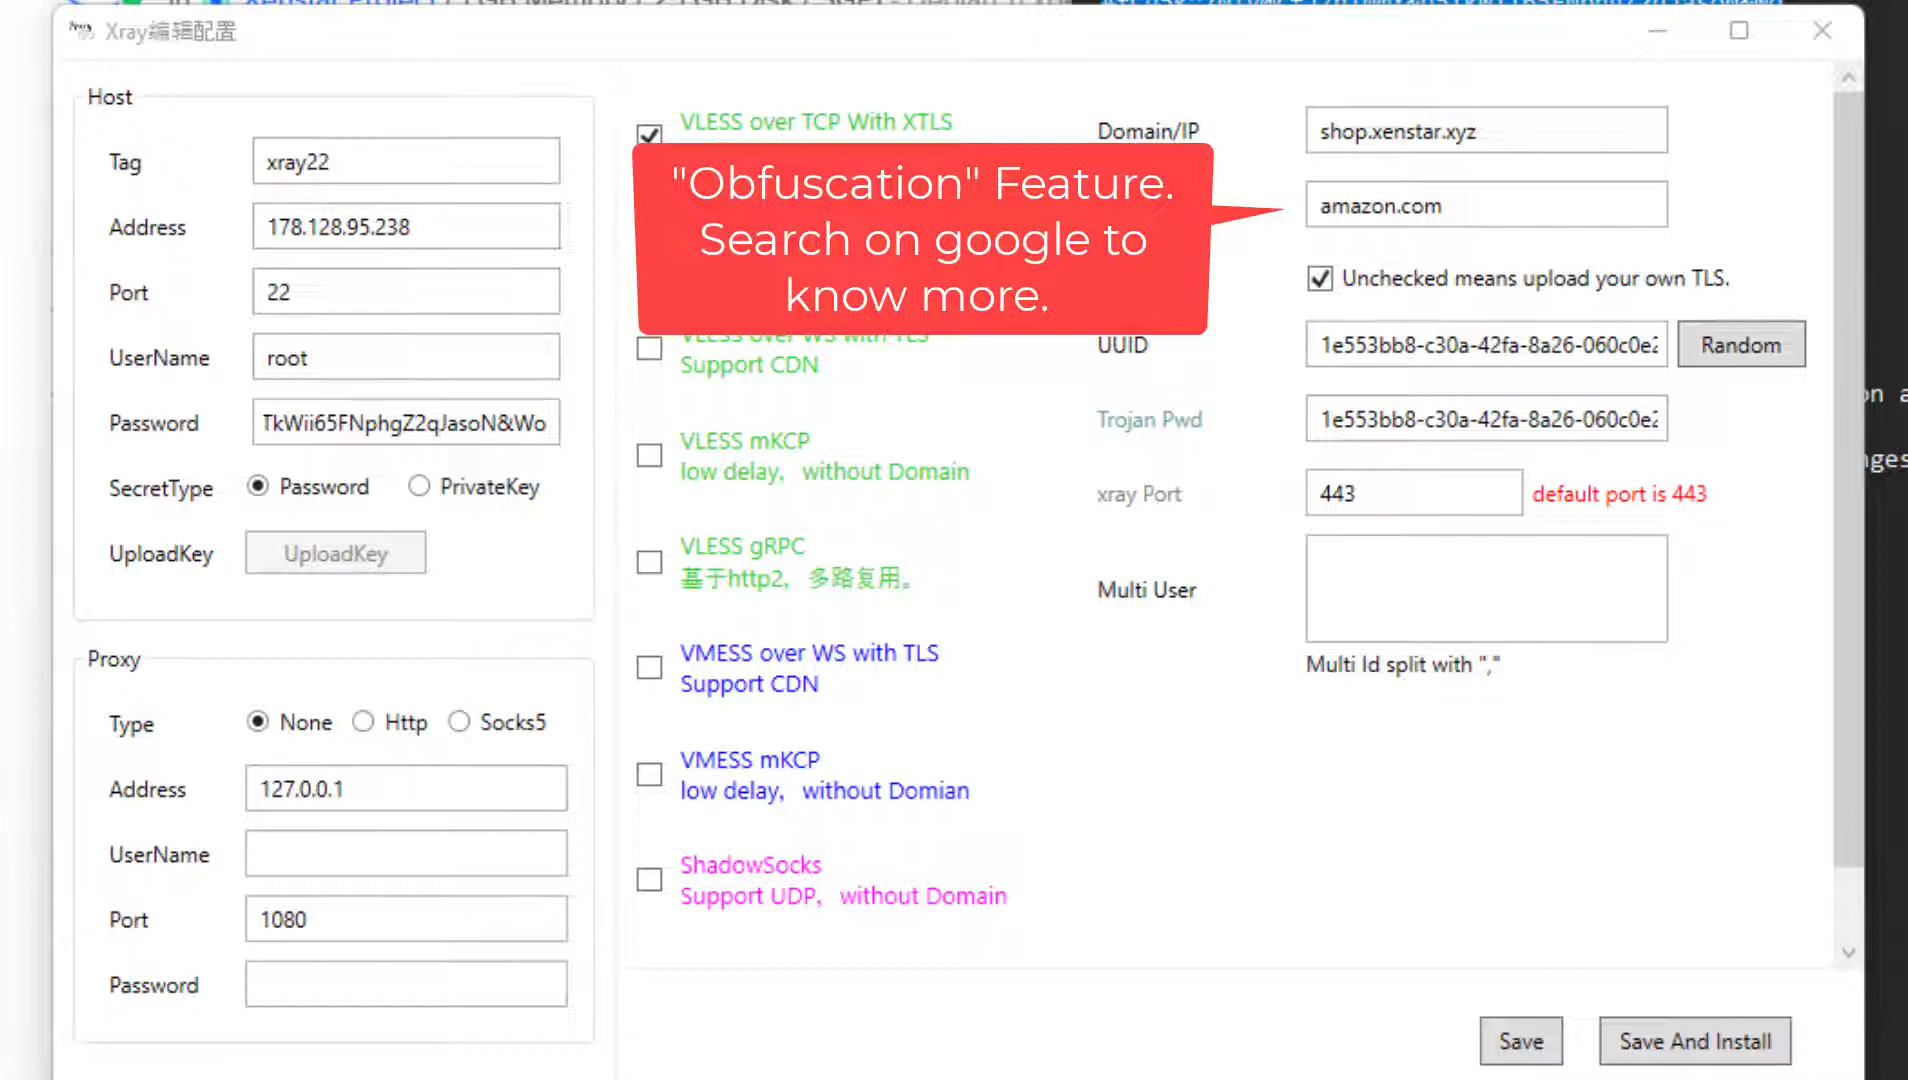 Xray编辑配置
Host
Tag
xray22
Address
178.128.95.238
Port
22
UserName
root
Password
TkWii65FNphgZ2qJasoN&Wo
SecretType
Password
PrivateKey
UploadKey
UploadKey
Proxy
Type
None
Http
Socks5
Address
127.0.0.1
UserName
Port
1080
Password
VLESS over TCP With XTLS
"Obfuscation" Feature.
Search on google to
know more.
VLESS over WS with TLS
Support CDN
VLESS mKCP
low delay, without Domain
VLESS gRPC
基于http2, 多路复用。
VMESS over WS with TLS
Support CDN
VMESS mKCP
low delay, without Domian
ShadowSocks
Support UDP, without Domain
Domain/IP
shop.xenstar.xyz
amazon.com
Unchecked means upload your own TLS.
UUID
1e553bb8-c30a-42fa-8a26-060c0e2
Random
Trojan Pwd
1e553bb8-c30a-42fa-8a26-060c0e2
xray Port
443
default port is 443
Multi User
Multi Id split with ","
Save
Save And Install